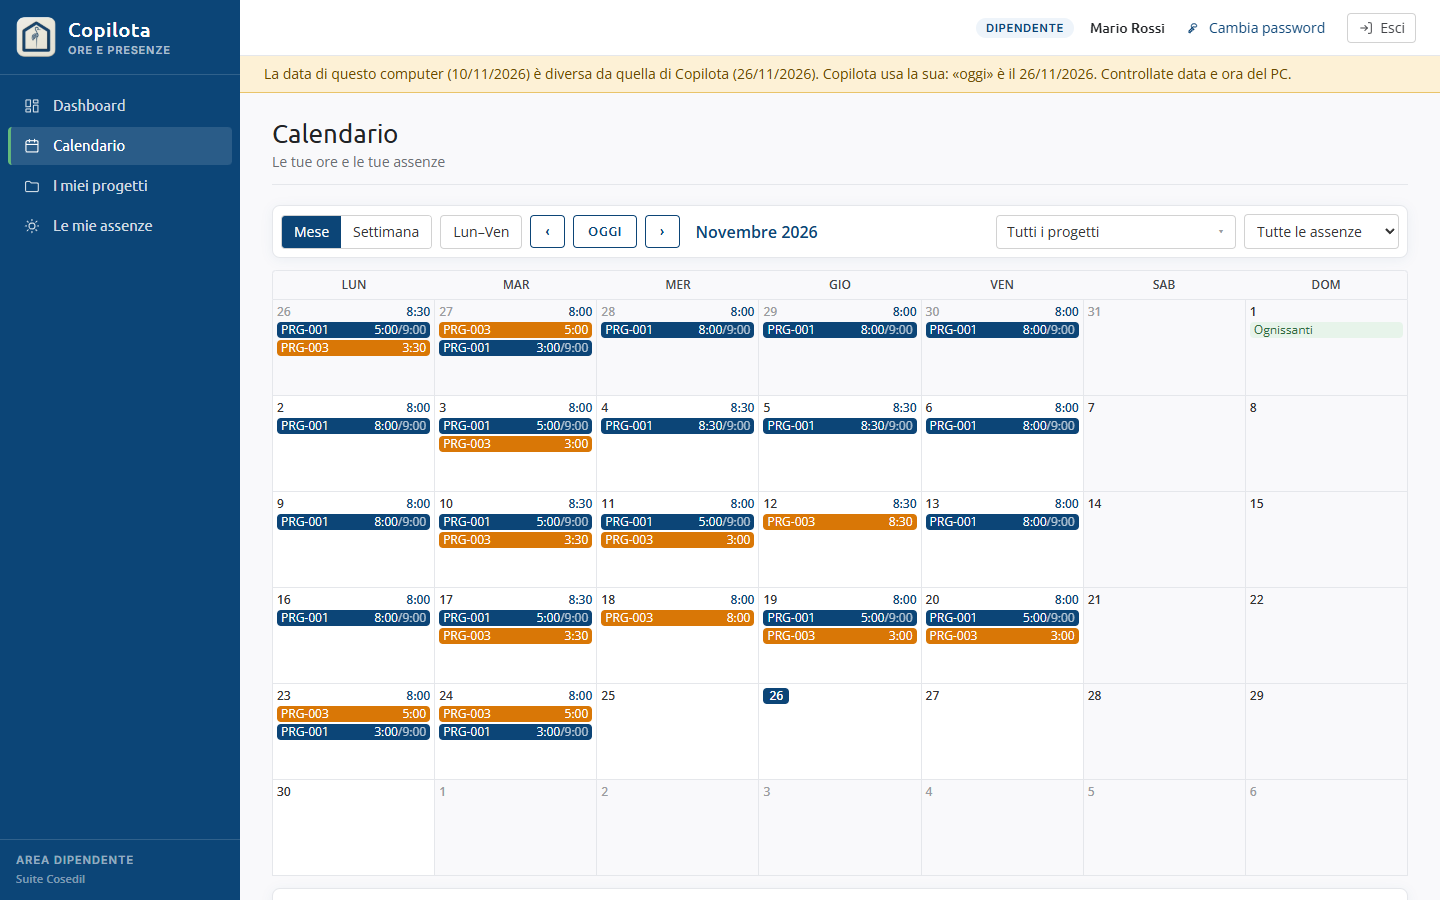 Copilota
ORE E PRESENZE
DIPENDENTE Mario Rossi Cambia password Esci
La data di questo computer (10/11/2026) è diversa da quella di Copilota (26/11/2026). Copilota usa la sua: «oggi» è il 26/11/2026. Controllate data e ora del PC.
Dashboard
Calendario
I miei progetti
Le mie assenze
Calendario
Le tue ore e le tue assenze
Mese Settimana Lun–Ven ‹ OGGI › Novembre 2026 Tutti i progetti Tutte le assenze
LUN MAR MER GIO VEN SAB DOM
26 8:30 27 8:00 28 8:00 29 8:00 30 8:00 31 1
PRG-001 5:00/9:00 PRG-003 5:00 PRG-001 8:00/9:00 PRG-001 8:00/9:00 PRG-001 8:00/9:00 Ognissanti
PRG-003 3:30 PRG-001 3:00/9:00
2 8:00 3 8:00 4 8:30 5 8:30 6 8:00 7 8
PRG-001 8:00/9:00 PRG-001 5:00/9:00 PRG-001 8:30/9:00 PRG-001 8:30/9:00 PRG-001 8:00/9:00
PRG-003 3:00
9 8:00 10 8:30 11 8:00 12 8:30 13 8:00 14 15
PRG-001 8:00/9:00 PRG-001 5:00/9:00 PRG-001 5:00/9:00 PRG-003 8:30 PRG-001 8:00/9:00
PRG-003 3:30 PRG-003 3:00
16 8:00 17 8:30 18 8:00 19 8:00 20 8:00 21 22
PRG-001 8:00/9:00 PRG-001 5:00/9:00 PRG-003 8:00 PRG-001 5:00/9:00 PRG-001 5:00/9:00
PRG-003 3:30 PRG-003 3:00 PRG-003 3:00
23 8:00 24 8:00 25 26 27 28 29
PRG-003 5:00 PRG-003 5:00
PRG-001 3:00/9:00 PRG-001 3:00/9:00
30 1 2 3 4 5 6
AREA DIPENDENTE
Suite Cosedil